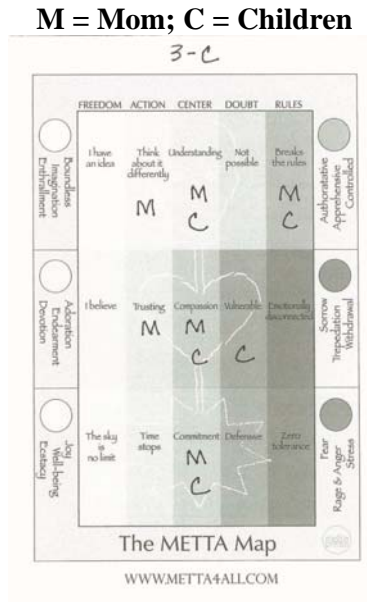 M = Mom; C = Children
3-C
FREEDOM ACTION CENTER DOUBT RULES
Boundless
Imagination
Enthrallment
I have
an idea
Think
about it
differently
M
Understanding
M
C
Not
possible
Breaks
the rules
M
C
Authoratative
Apprehensive
Controlled
Adoration
Endearment
Devotion
I believe
Trusting
M
Compassion
M
C
Vulnerable
C
Emotionally
disconnected
Sorrow
Trepedation
Withdrawal
Joy
Well-being
Ecstacy
The sky
is
no limit
Time
stops
Commitment
M
C
Defensive
Zero
tolerance
Fear
Rage & Anger
Stress
The METTA Map
WWW.METTA4ALL.COM